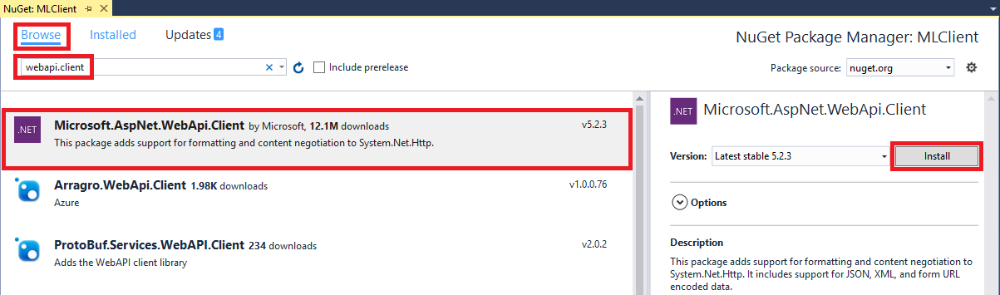 NuGet: MLClient
Browse Installed Updates 4
NuGet Package Manager: MLClient
webapi.client
Include prerelease
Package source: nuget.org
.NET
Microsoft.AspNet.WebApi.Client by Microsoft, 12.1M downloads v5.2.3
This package adds support for formatting and content negotiation to System.Net.Http.
Arragro.WebApi.Client 1.98K downloads v1.0.0.76
Azure
ProtoBuf.Services.WebAPI.Client 234 downloads v2.0.2
Adds the WebAPI client library
.NET Microsoft.AspNet.WebApi.Client
Version: Latest stable 5.2.3 Install
Options
Description
This package adds support for formatting and content negotiation to
System.Net.Http. It includes support for JSON, XML, and form URL
encoded data.